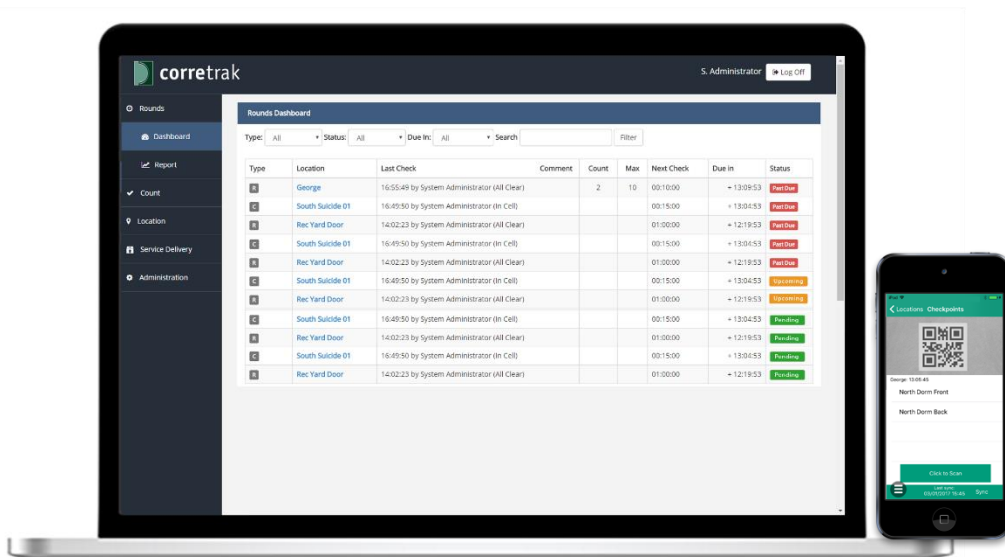 corretrak
S. Administrator Log Off
Rounds
Dashboard
Report
Count
Location
Service Delivery
Administration
Rounds Dashboard
Type: All Status: All Due In: All Search Filter
Type Location Last Check Comment Count Max Next Check Due in Status
R George 16:55:49 by System Administrator (All Clear) 2 10 00:10:00 + 13:09:53 Past Due
C South Suicide 01 16:49:50 by System Administrator (In Cell) 00:15:00 + 13:04:53 Past Due
R Rec Yard Door 14:02:23 by System Administrator (All Clear) 01:00:00 + 12:19:53 Past Due
C South Suicide 01 16:49:50 by System Administrator (In Cell) 00:15:00 + 13:04:53 Past Due
R Rec Yard Door 14:02:23 by System Administrator (All Clear) 01:00:00 + 12:19:53 Past Due
C South Suicide 01 16:49:50 by System Administrator (In Cell) 00:15:00 + 13:04:53 Upcoming
R Rec Yard Door 14:02:23 by System Administrator (All Clear) 01:00:00 + 12:19:53 Upcoming
C South Suicide 01 16:49:50 by System Administrator (In Cell) 00:15:00 + 13:04:53 Pending
R Rec Yard Door 14:02:23 by System Administrator (All Clear) 01:00:00 + 12:19:53 Pending
C South Suicide 01 16:49:50 by System Administrator (In Cell) 00:15:00 + 13:04:53 Pending
R Rec Yard Door 14:02:23 by System Administrator (All Clear) 01:00:00 + 12:19:53 Pending
iPod
Locations Checkpoints
George: 13:05:45
North Dorm Front
North Dorm Back
Click to Scan
Last sync
03/01/2017 15:45 Sync